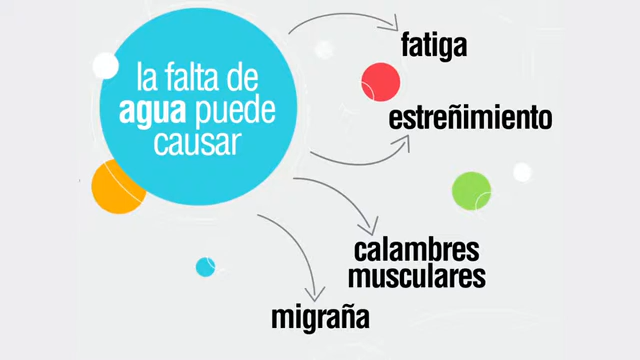 la falta de
agua puede
causar
fatiga
estreñimiento
calambres
musculares
migraña